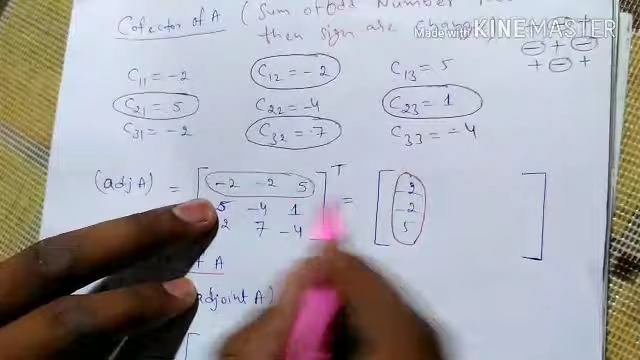 Cofector of A (Sum of odd Number
then sign are change
Made with KINEMASTER
- + -
+ - +
C11 = -2 C12 = -2 C13 = 5
C21 = 5 C22 = -4 C23 = 1
C31 = -2 C32 = 7 C33 = -4
(adj A) = [ -2 -2 5 ]T = [ -2 ]
5 -4 1 -2
2 7 -4 5
A
adjoint A)